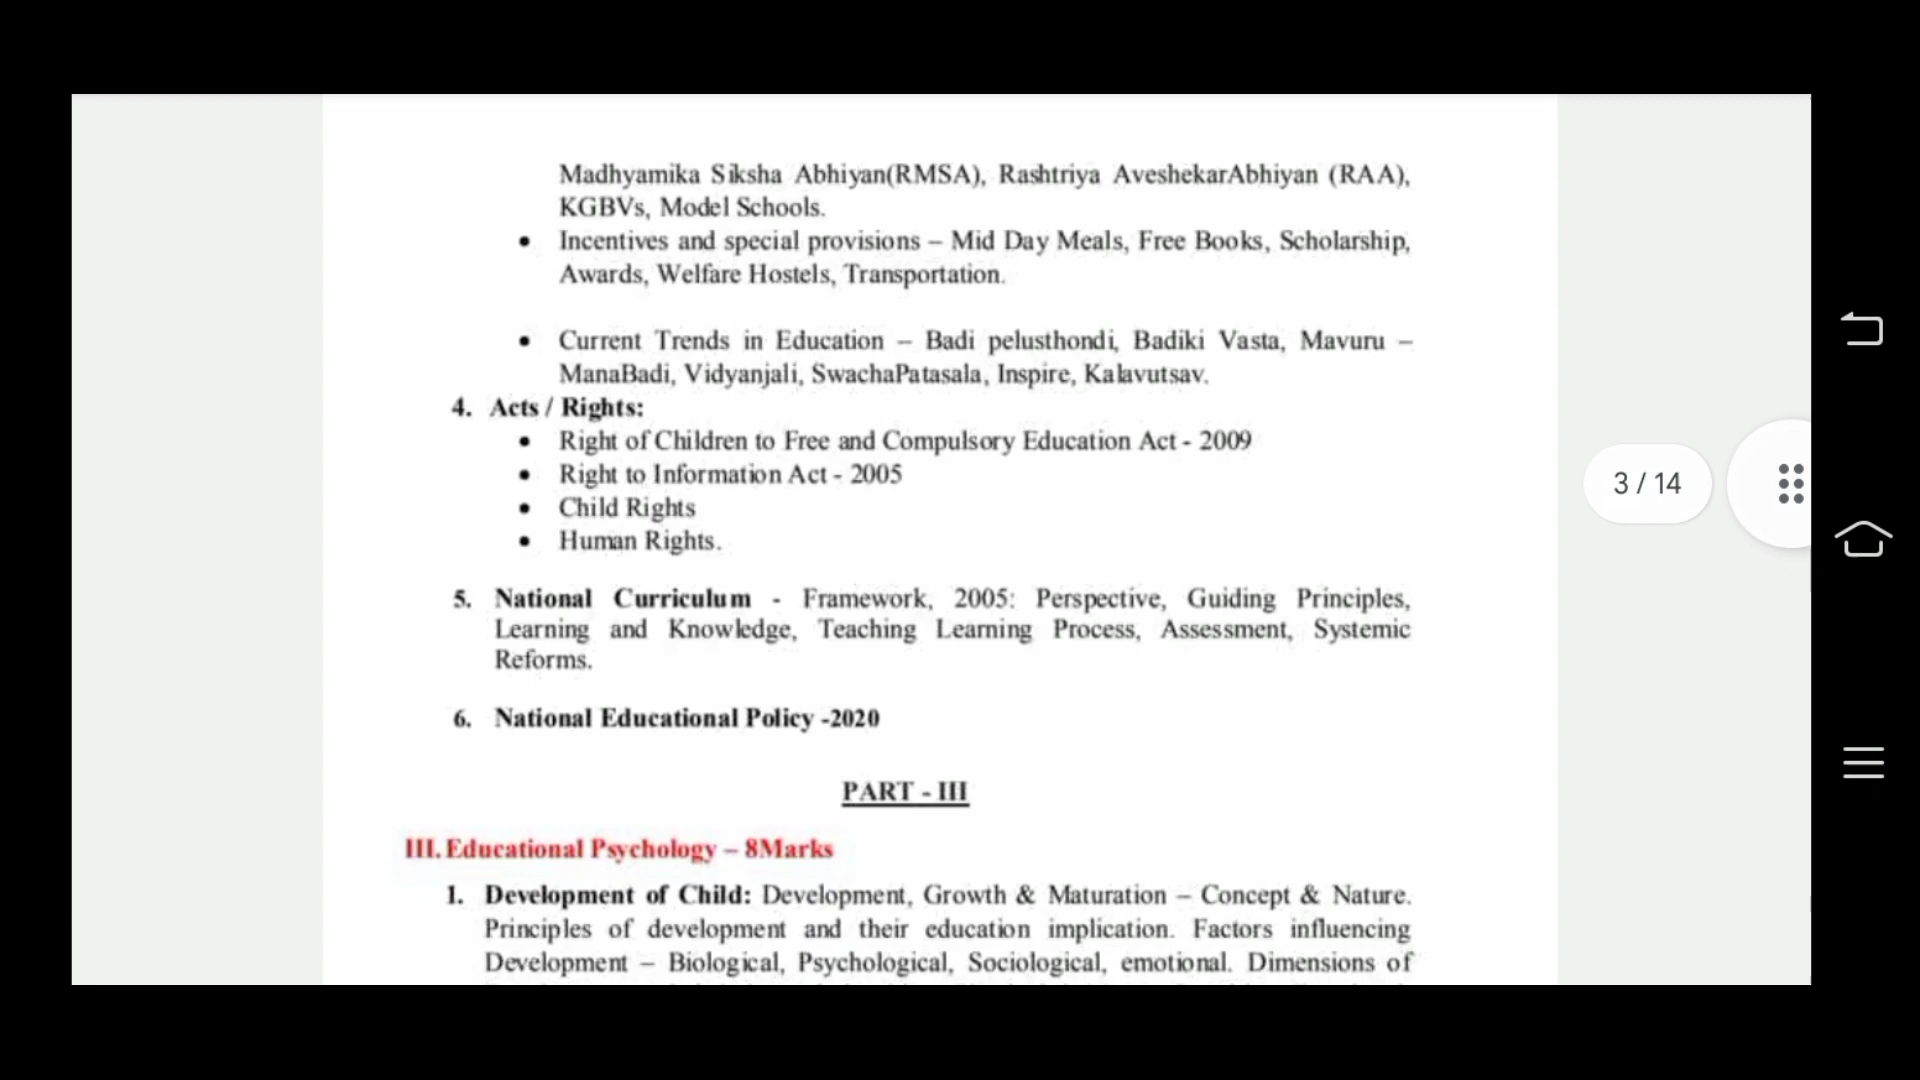 Madhyamika Siksha Abhiyan(RMSA), Rashtriya AveshekarAbhiyan (RAA),
KGBVs, Model Schools.
• Incentives and special provisions – Mid Day Meals, Free Books, Scholarship,
Awards, Welfare Hostels, Transportation.
• Current Trends in Education – Badi pelusthondi, Badiki Vasta, Mavuru –
ManaBadi, Vidyanjali, SwachaPatasala, Inspire, Kalavutsav.
4. Acts / Rights:
• Right of Children to Free and Compulsory Education Act - 2009
• Right to Information Act - 2005
• Child Rights
• Human Rights.
3 / 14
5. National Curriculum - Framework, 2005: Perspective, Guiding Principles,
Learning and Knowledge, Teaching Learning Process, Assessment, Systemic
Reforms.
6. National Educational Policy -2020
PART - III
III. Educational Psychology – 8Marks
1. Development of Child: Development, Growth & Maturation – Concept & Nature.
Principles of development and their education implication. Factors influencing
Development – Biological, Psychological, Sociological, emotional. Dimensions of